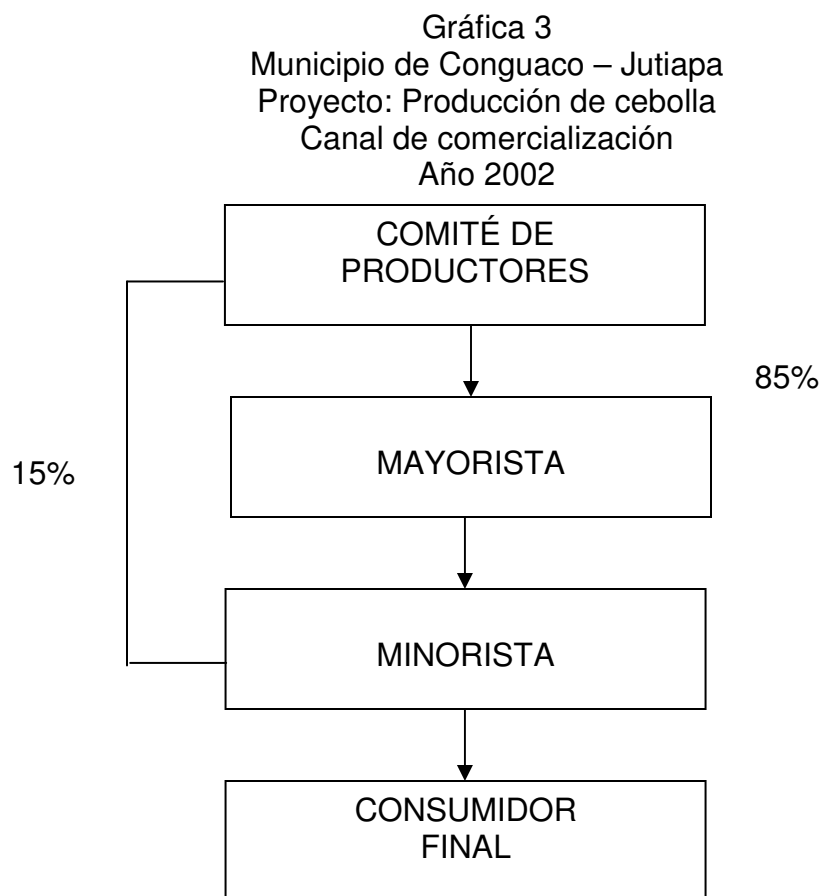 Gráfica 3
Municipio de Conguaco – Jutiapa
Proyecto: Producción de cebolla
Canal de comercialización
Año 2002
COMITÉ DE
PRODUCTORES
85%
MAYORISTA
15%
MINORISTA
CONSUMIDOR
FINAL